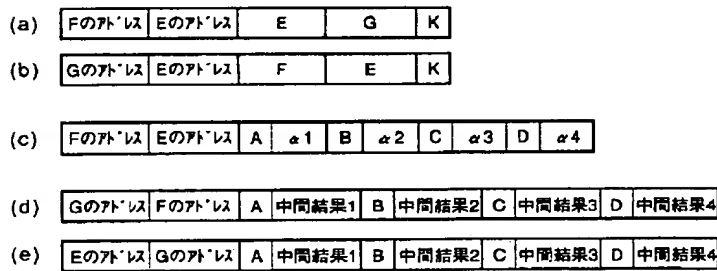 (a) Fのアドレス Eのアドレス E G K
(b) Gのアドレス Eのアドレス F E K
(c) Fのアドレス Eのアドレス A α1 B α2 C α3 D α4
(d) Gのアドレス Fのアドレス A 中間結果1 B 中間結果2 C 中間結果3 D 中間結果4
(e) Eのアドレス Gのアドレス A 中間結果1 B 中間結果2 C 中間結果3 D 中間結果4